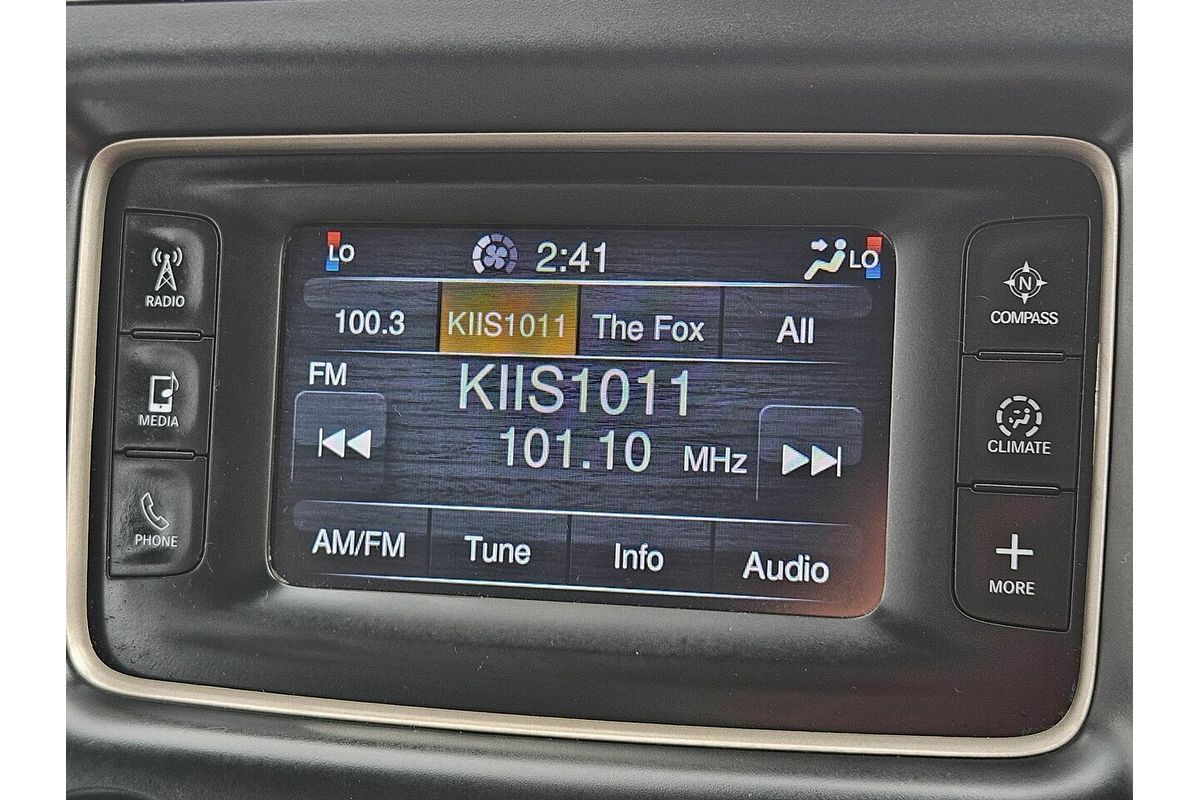 LO 2:41 LO
100.3 KIIS1011 The Fox All
FM KIIS1011
101.10 MHz
AM/FM Tune Info Audio
RADIO
MEDIA
PHONE
N
COMPASS
CLIMATE
MORE